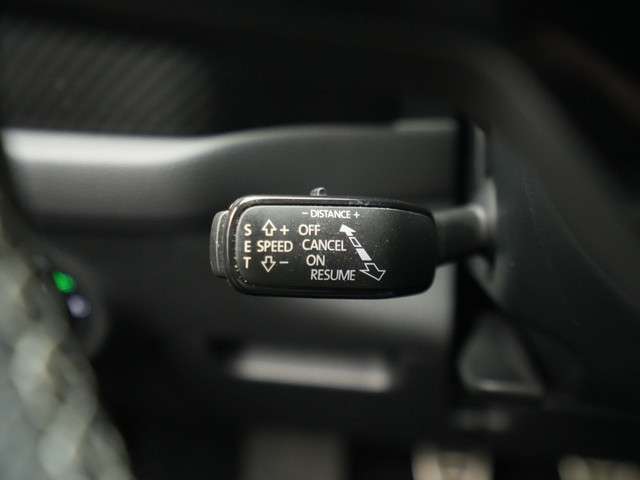 − DISTANCE +
S + OFF
E SPEED CANCEL
T − ON
RESUME